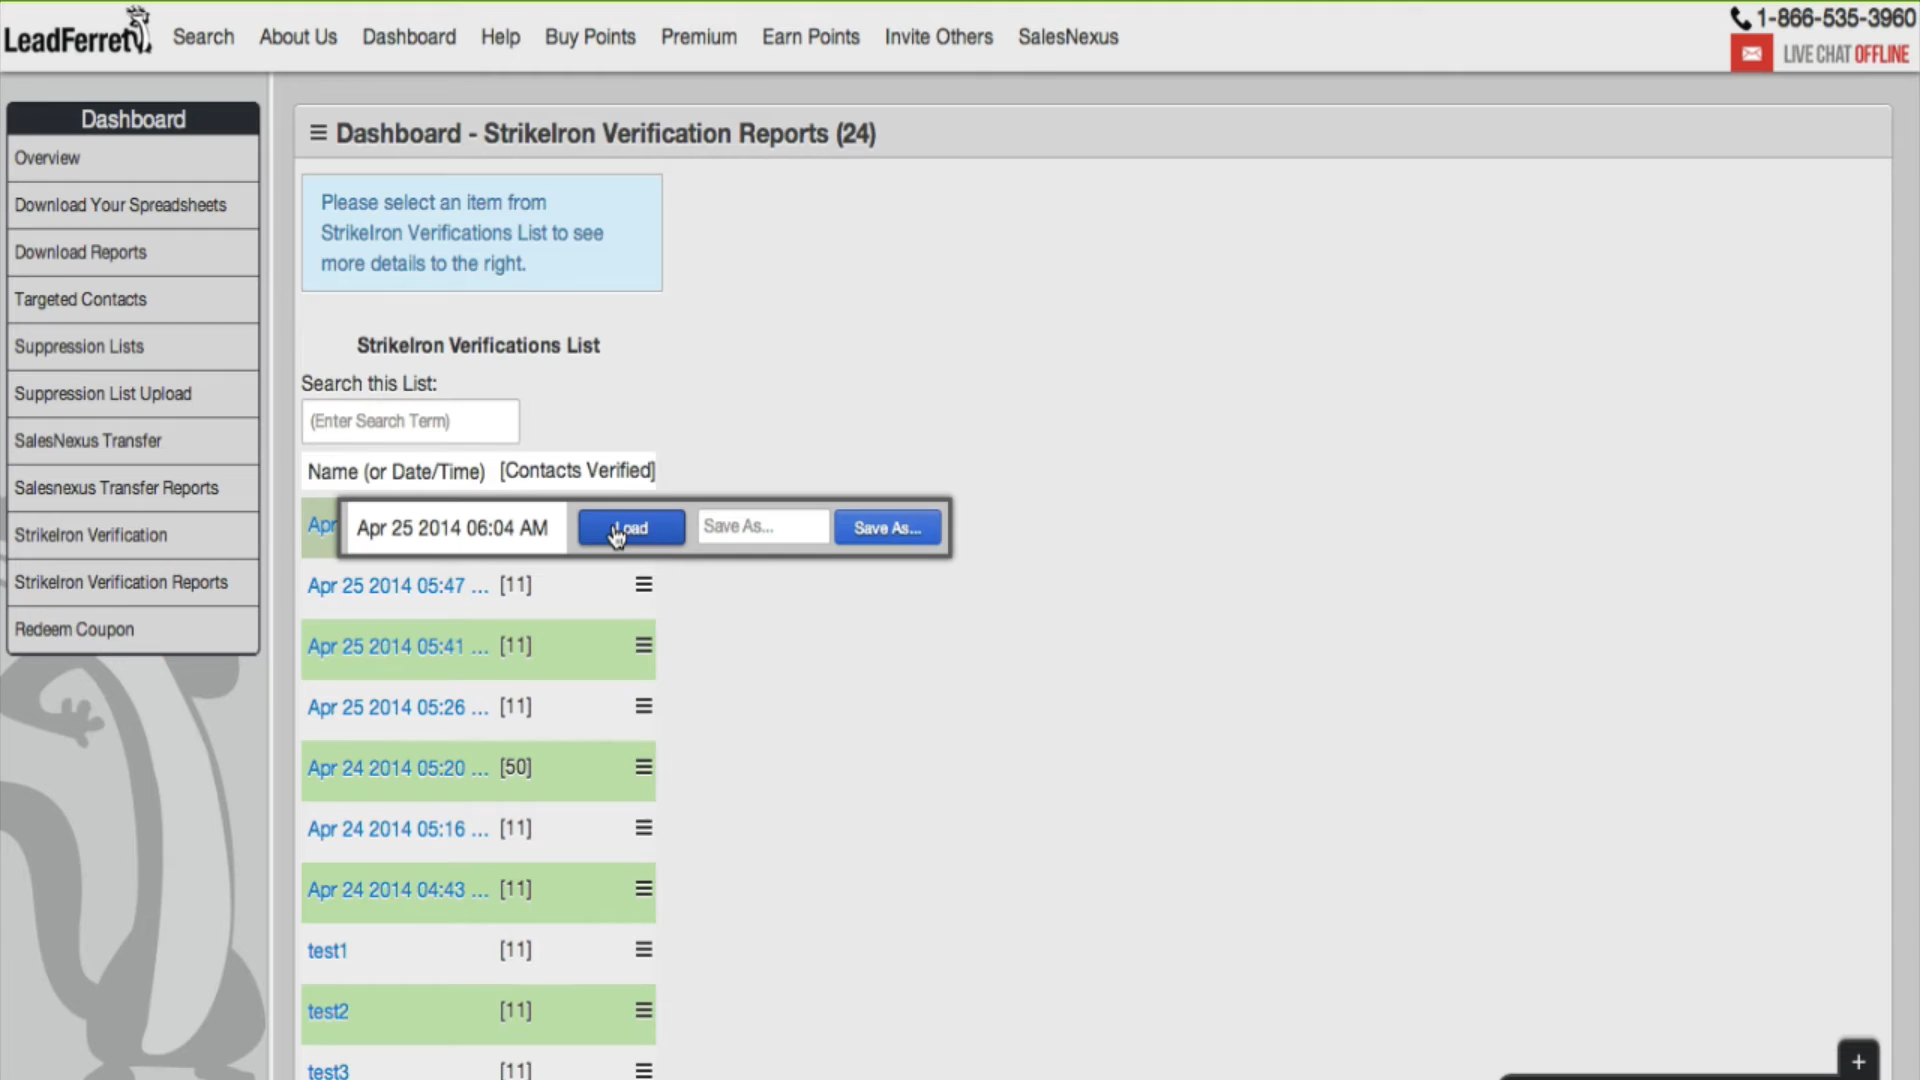 LeadFerret
Search About Us Dashboard Help Buy Points Premium Earn Points Invite Others SalesNexus
1-866-535-3960
LIVE CHAT OFFLINE
Dashboard
Overview
Download Your Spreadsheets
Download Reports
Targeted Contacts
Suppression Lists
Suppression List Upload
SalesNexus Transfer
Salesnexus Transfer Reports
StrikeIron Verification
StrikeIron Verification Reports
Redeem Coupon
Dashboard - StrikeIron Verification Reports (24)
Please select an item from
StrikeIron Verifications List to see
more details to the right.
StrikeIron Verifications List
Search this List:
(Enter Search Term)
Name (or Date/Time) [Contacts Verified]
Apr
Apr 25 2014 06:04 AM Load Save As... Save As...
Apr 25 2014 05:47 ... [11]
Apr 25 2014 05:41 ... [11]
Apr 25 2014 05:26 ... [11]
Apr 24 2014 05:20 ... [50]
Apr 24 2014 05:16 ... [11]
Apr 24 2014 04:43 ... [11]
test1 [11]
test2 [11]
test3 [11]
+